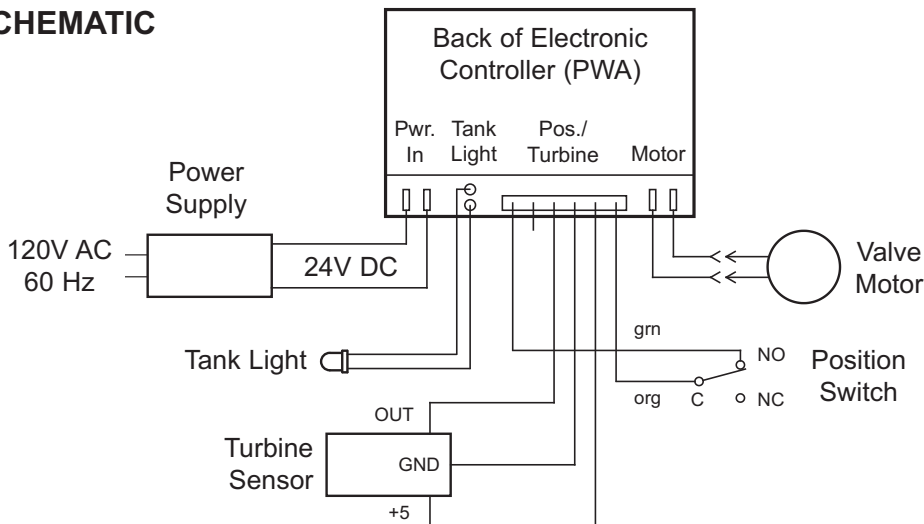 CHEMATIC
Back of Electronic
Controller (PWA)
Pwr.
In
Tank
Light
Pos./
Turbine
Motor
Power
Supply
120V AC
60 Hz
24V DC
Valve
Motor
grn
NO
Position
Switch
org
C
NC
Tank Light
OUT
Turbine
Sensor
GND
+5